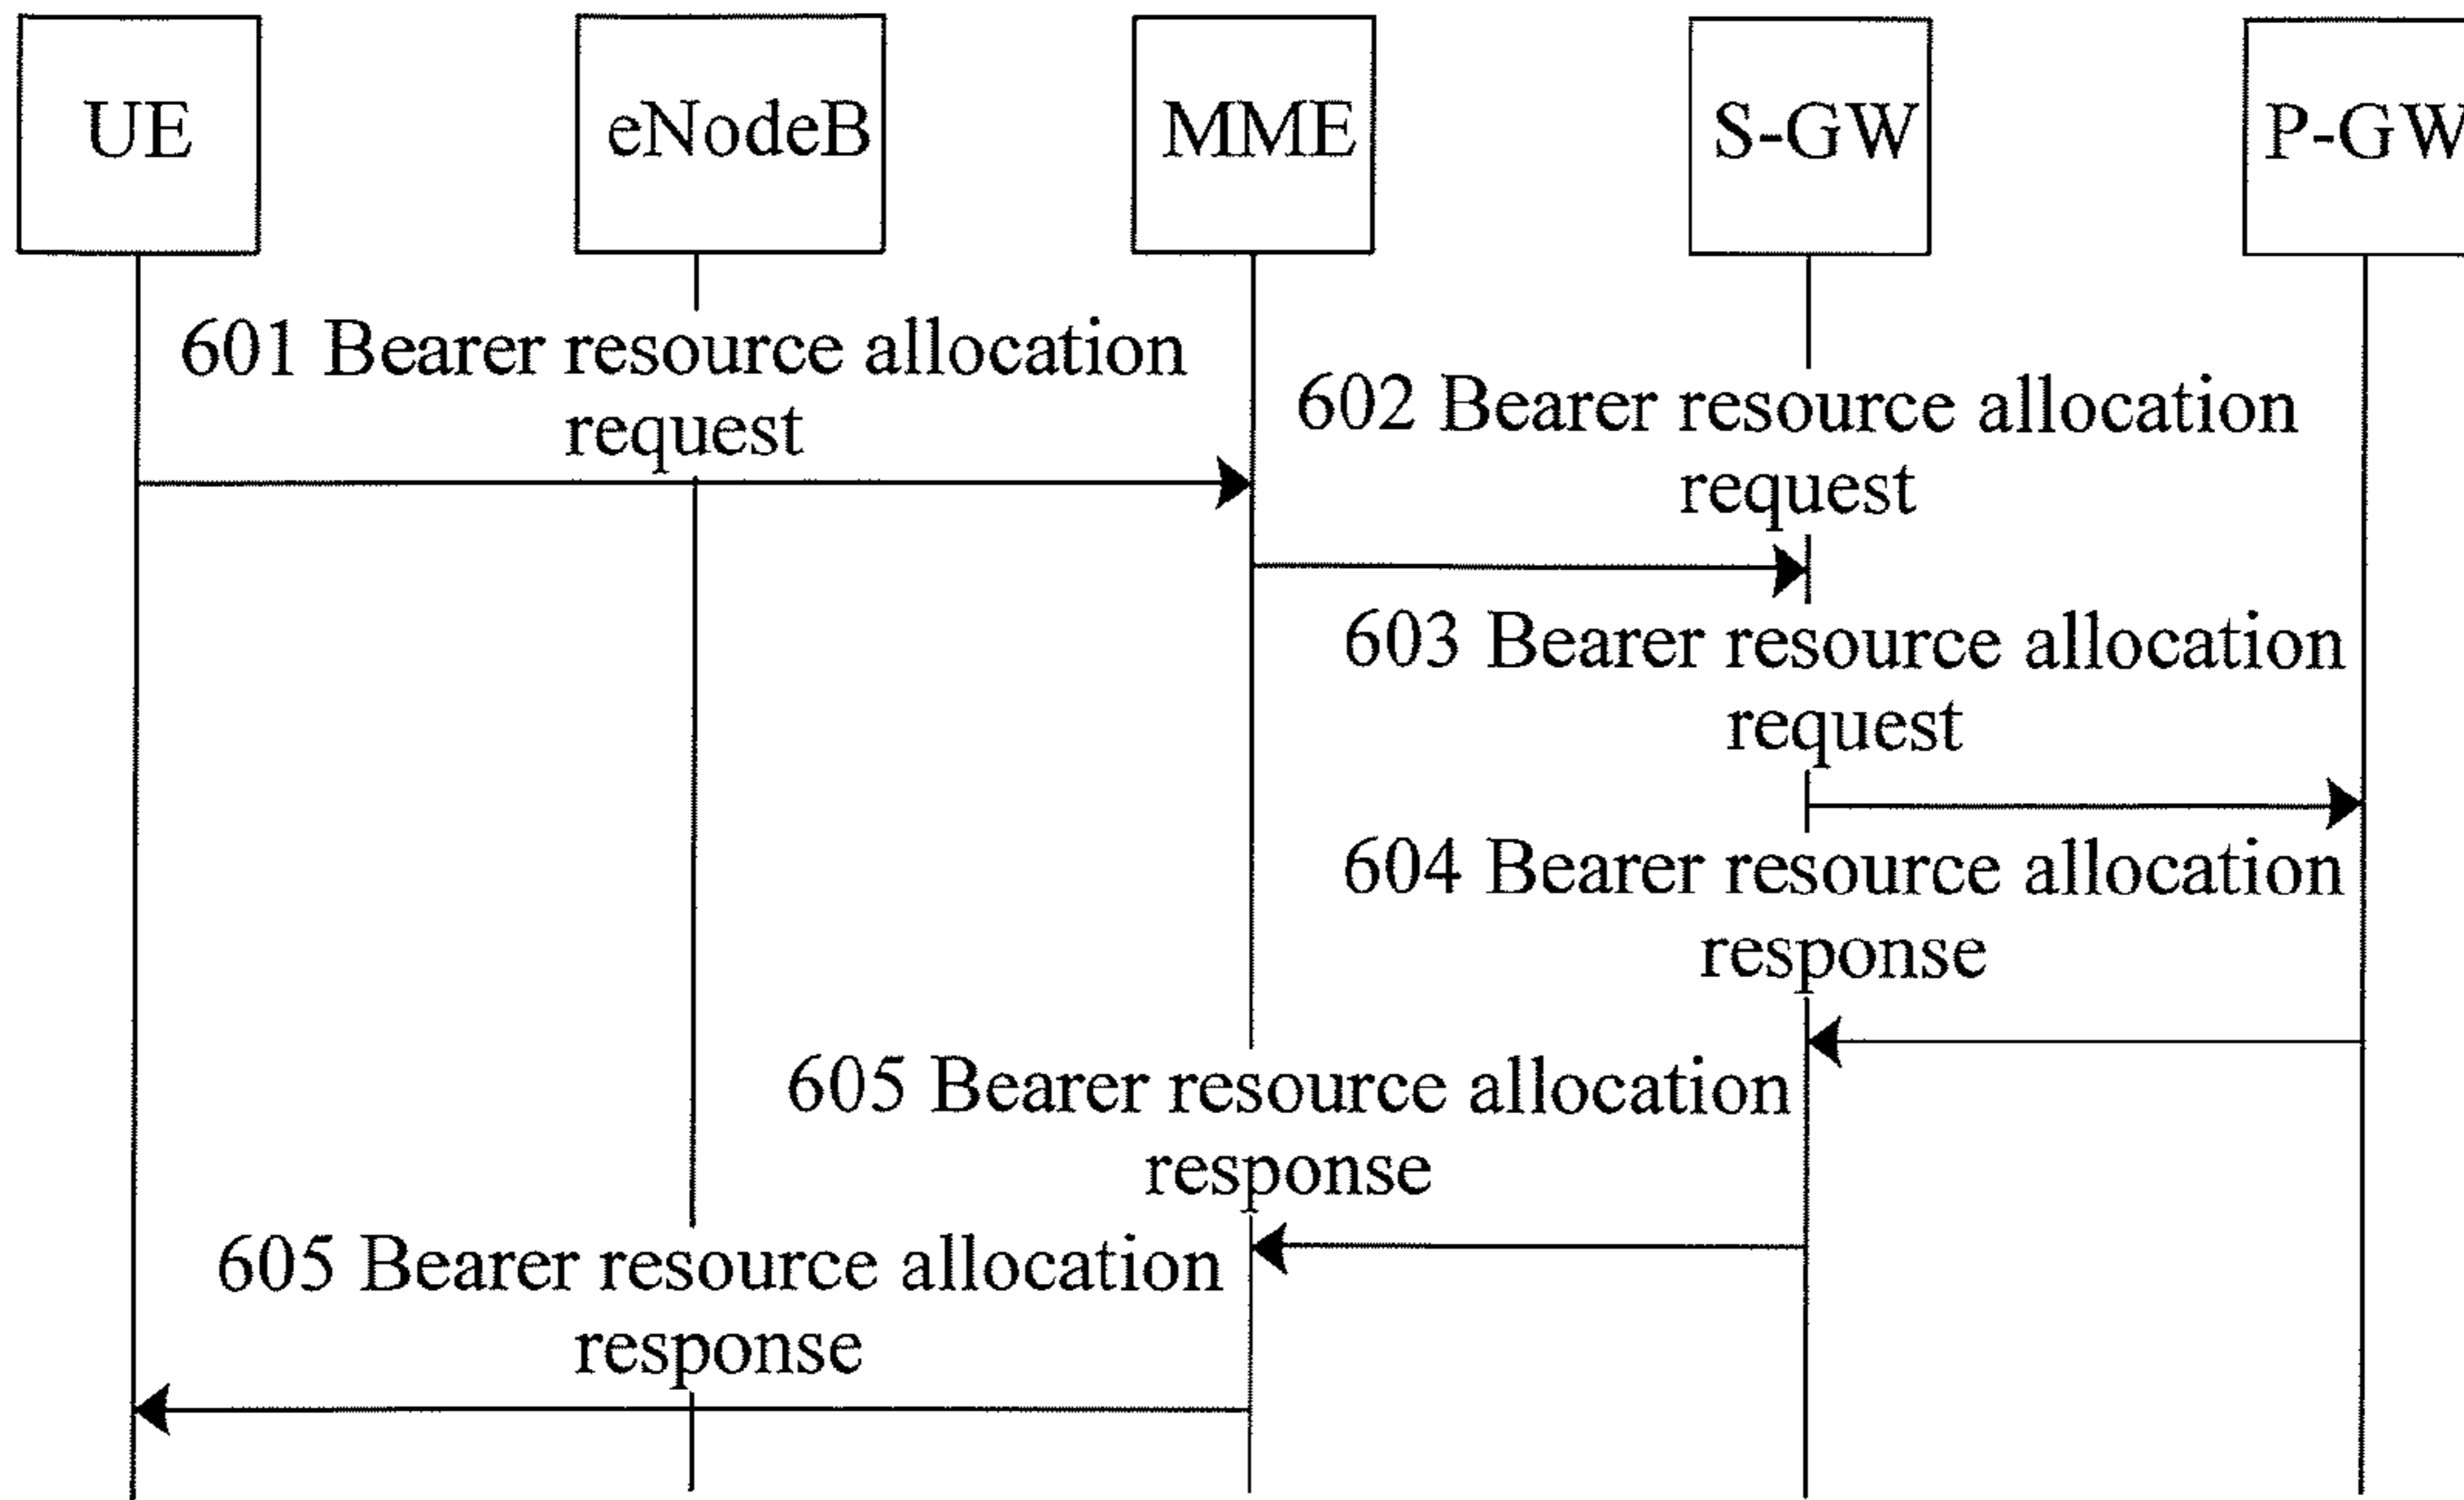 UE
eNodeB
MME
S-GW
P-GW
601 Bearer resource allocation
request
602 Bearer resource allocation
request
603 Bearer resource allocation
request
604 Bearer resource allocation
response
605 Bearer resource allocation
response
605 Bearer resource allocation
response